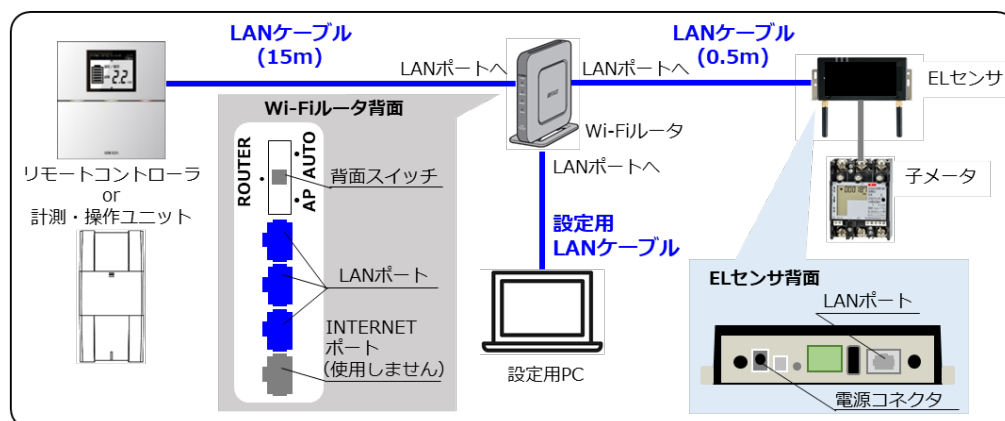 LANケーブル
(15m)
LANポートへ
LANポートへ
LANケーブル
(0.5m)
ELセンサ
Wi-Fiルータ
Wi-Fiルータ背面
ROUTER
AP AUTO
背面スイッチ
LANポート
INTERNET
ポート
(使用しません)
リモートコントローラ
or
計測・操作ユニット
LANポートへ
設定用
LANケーブル
設定用PC
子メータ
ELセンサ背面
LANポート
電源コネクタ
2.2